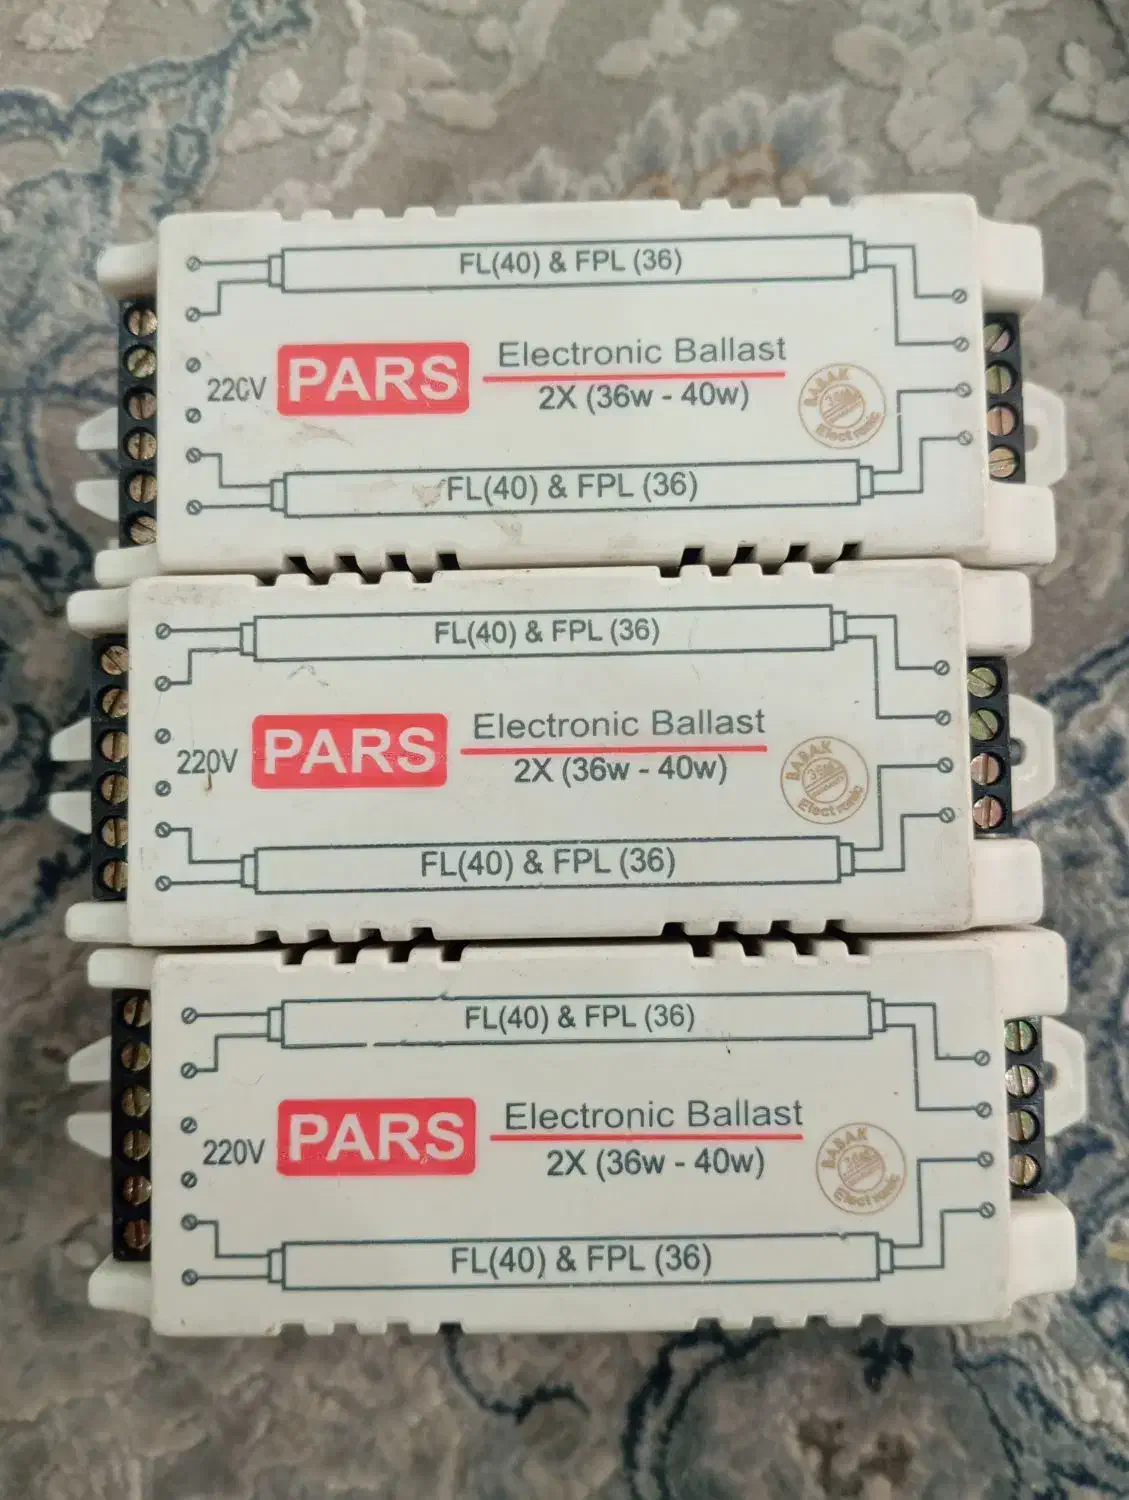 FL(40) & FPL (36)
220V
PARS
Electronic Ballast
2X (36w - 40w)
BABAK
Electronic
FL(40) & FPL (36)
FL(40) & FPL (36)
220V
PARS
Electronic Ballast
2X (36w - 40w)
BABAK
Electronic
FL(40) & FPL (36)
FL(40) & FPL (36)
220V
PARS
Electronic Ballast
2X (36w - 40w)
BABAK
Electronic
FL(40) & FPL (36)